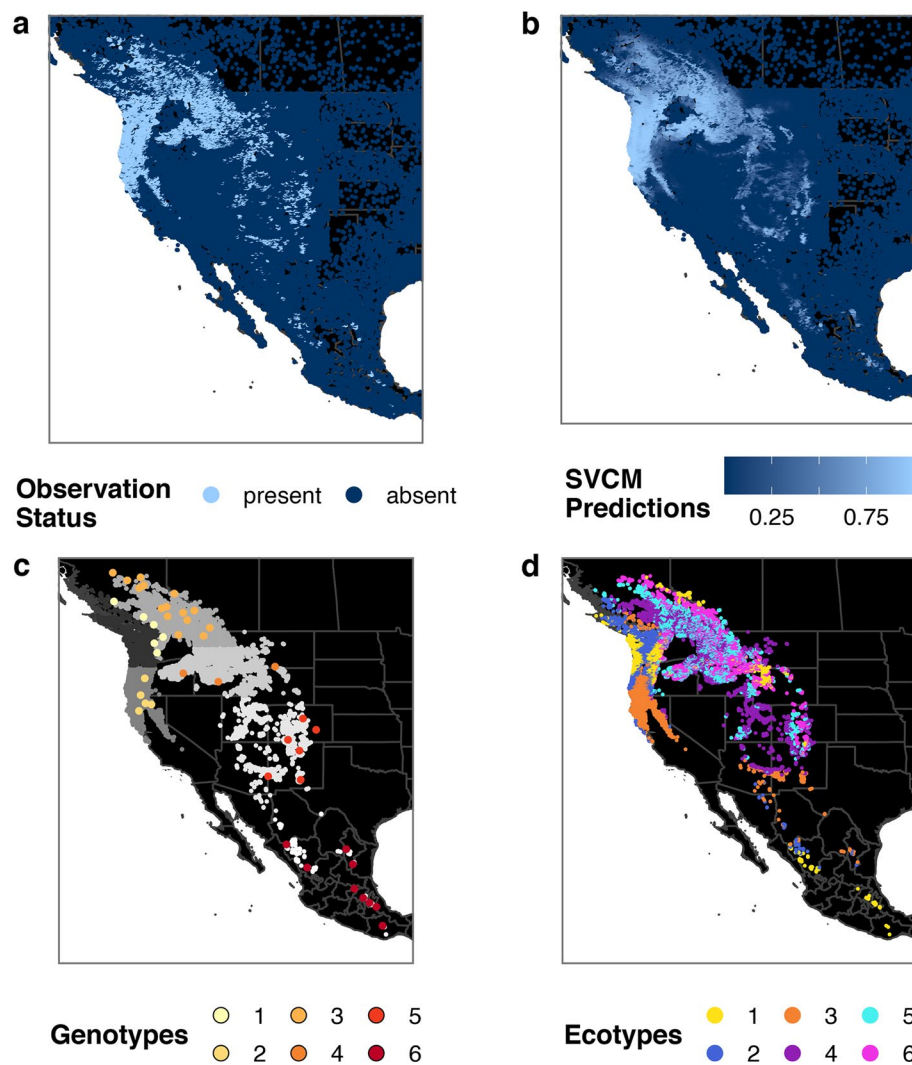 a
b
Observation
Status
present
absent
SVCM
Predictions
0.25
0.75
c
d
Genotypes
1
3
5
2
4
6
Ecotypes
1
3
5
2
4
6